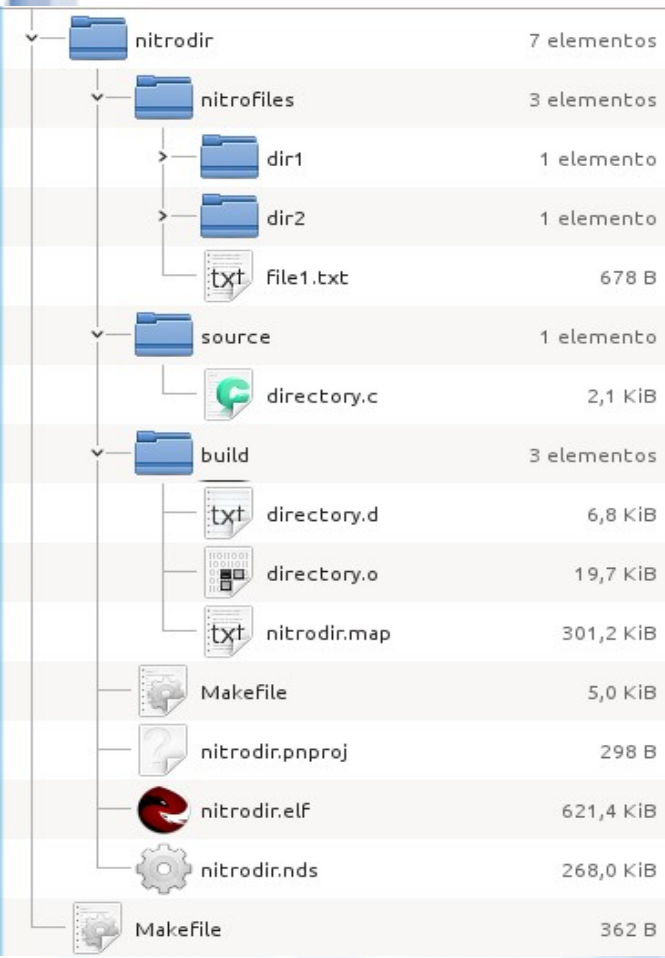 nitrodir 7 elementos
nitrofiles 3 elementos
dir1 1 elemento
dir2 1 elemento
txt file1.txt 678 B
source 1 elemento
directory.c 2,1 KiB
build 3 elementos
txt directory.d 6,8 KiB
directory.o 19,7 KiB
txt nitrodir.map 301,2 KiB
Makefile 5,0 KiB
nitrodir.pnproj 298 B
nitrodir.elf 621,4 KiB
nitrodir.nds 268,0 KiB
Makefile 362 B